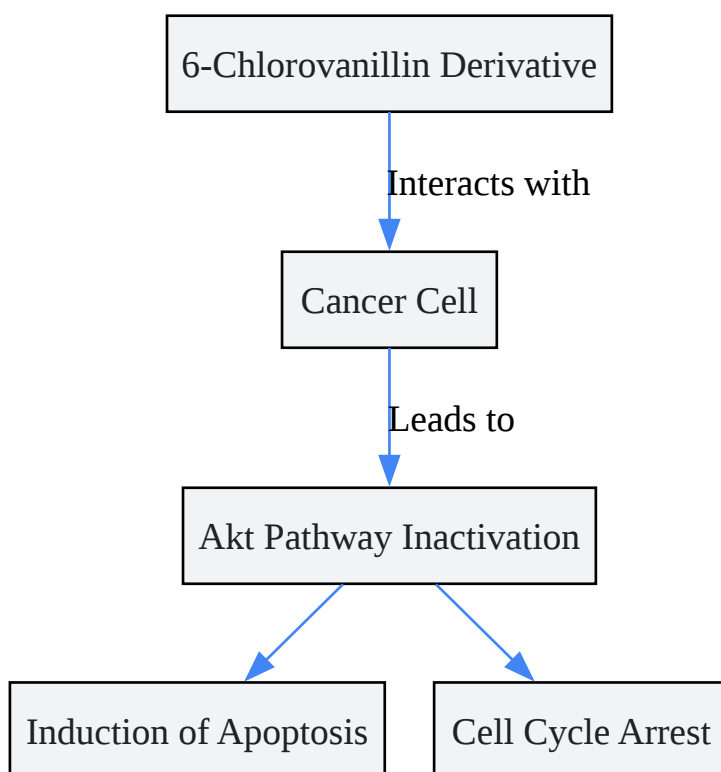 6-Chlorovanillin Derivative
Interacts with
Cancer Cell
Leads to
Akt Pathway Inactivation
Induction of Apoptosis
Cell Cycle Arrest